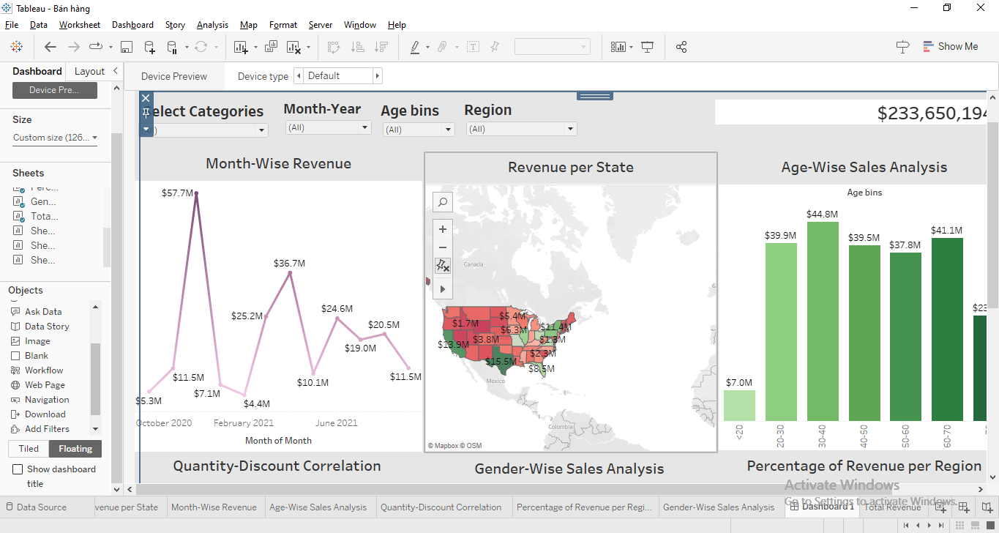 Tableau - Bán hàng
File Data Worksheet Dashboard Story Analysis Map Format Server Window Help
Show Me
Dashboard Layout
Device Preview Device type Default
Device Pre...
Size
Custom size (126...
Sheets
Gen...
Tota...
She...
She...
She...
Objects
Ask Data
Data Story
Image
Blank
Workflow
Web Page
Navigation
Download
Add Filters
Tiled Floating
Show dashboard
title
elect Categories Month-Year Age bins Region
) (All) (All) (All)
$233,650,194
Month-Wise Revenue
$57.7M
$36.7M
$25.2M
$24.6M
$20.5M
$19.0M
$11.5M
$10.1M
$11.5M
$7.1M
$5.3M
$4.4M
October 2020 February 2021 June 2021
Month of Month
Revenue per State
Canada
$5.4M
$1.7M
$6.3M
$11.4M
$13.9M
$3.8M
$1.3M
$2.3M
$15.5M
$8.5M
Mexico
Colombia
© Mapbox © OSM
Age-Wise Sales Analysis
Age bins
$44.8M
$41.1M
$39.9M
$39.5M
$37.8M
$23
$7.0M
<20 20-30 30-40 40-50 50-60 60-70
Quantity-Discount Correlation
Gender-Wise Sales Analysis
Percentage of Revenue per Region
Activate Windows
Go to Settings to activate Windows.
Data Source venue per State Month-Wise Revenue Age-Wise Sales Analysis Quantity-Discount Correlation Percentage of Revenue per Regi... Gender-Wise Sales Analysis Dashboard 1 Total Revenue